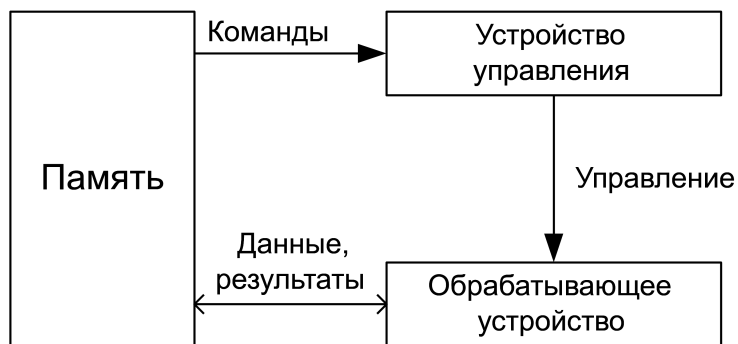 Команды
Устройство
управления
Память
Управление
Данные,
результаты
Обрабатывающее
устройство